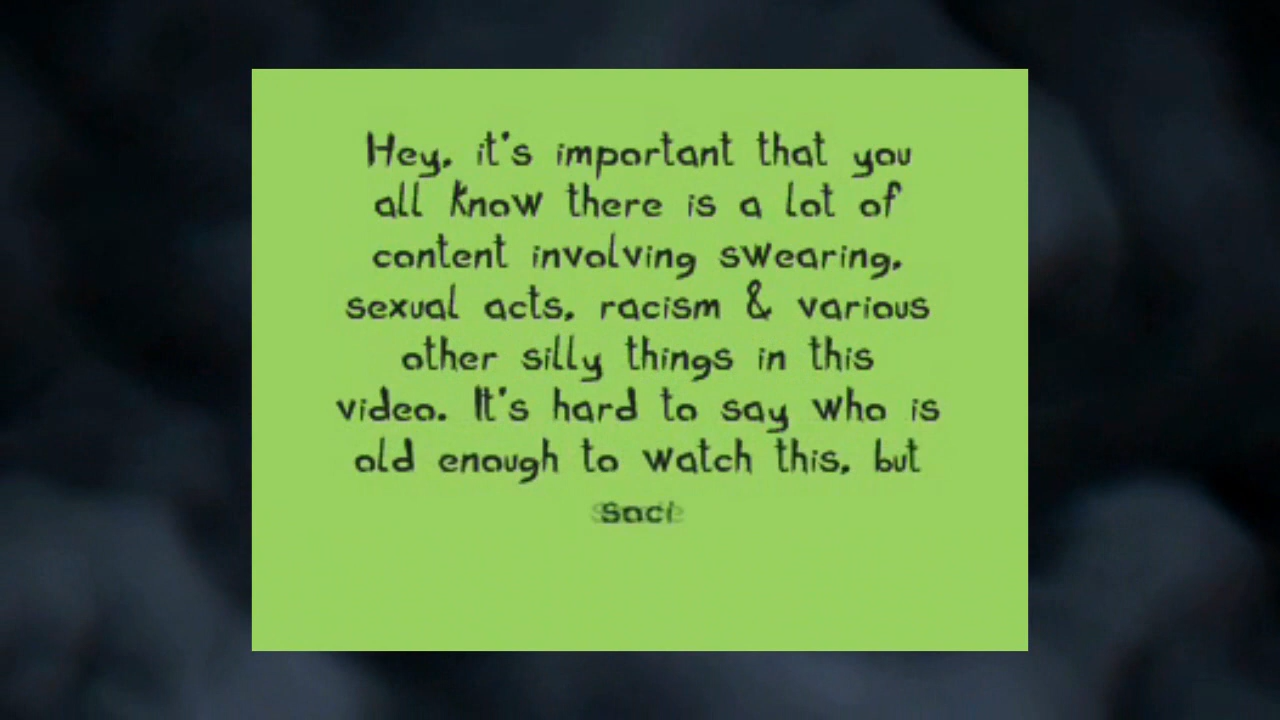 Hey, it's important that you
all know there is a lot of
content involving swearing,
sexual acts, racism & various
other silly things in this
video. It's hard to say who is
old enough to watch this, but